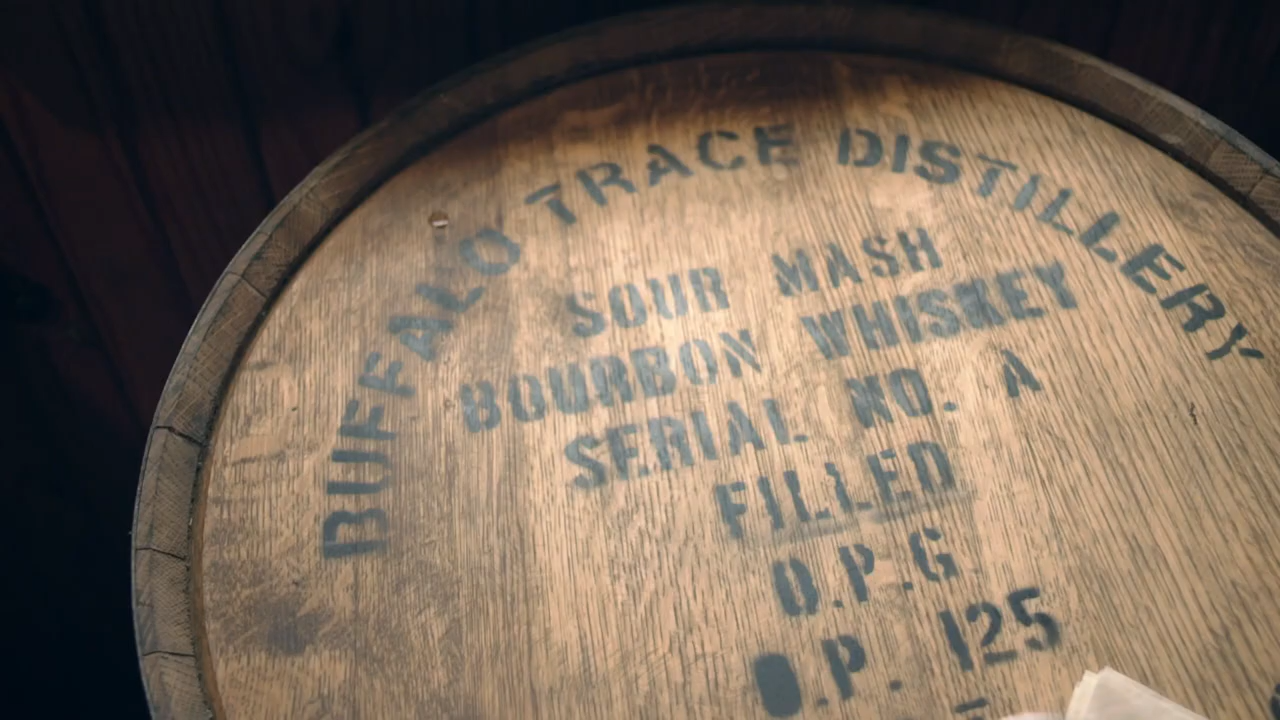 BUFFALO TRACE DISTILLERY
SOUR MASH
BOURBON WHISKEY
SERIAL NO. A
FILLED
O.P.G.
O.P. 125